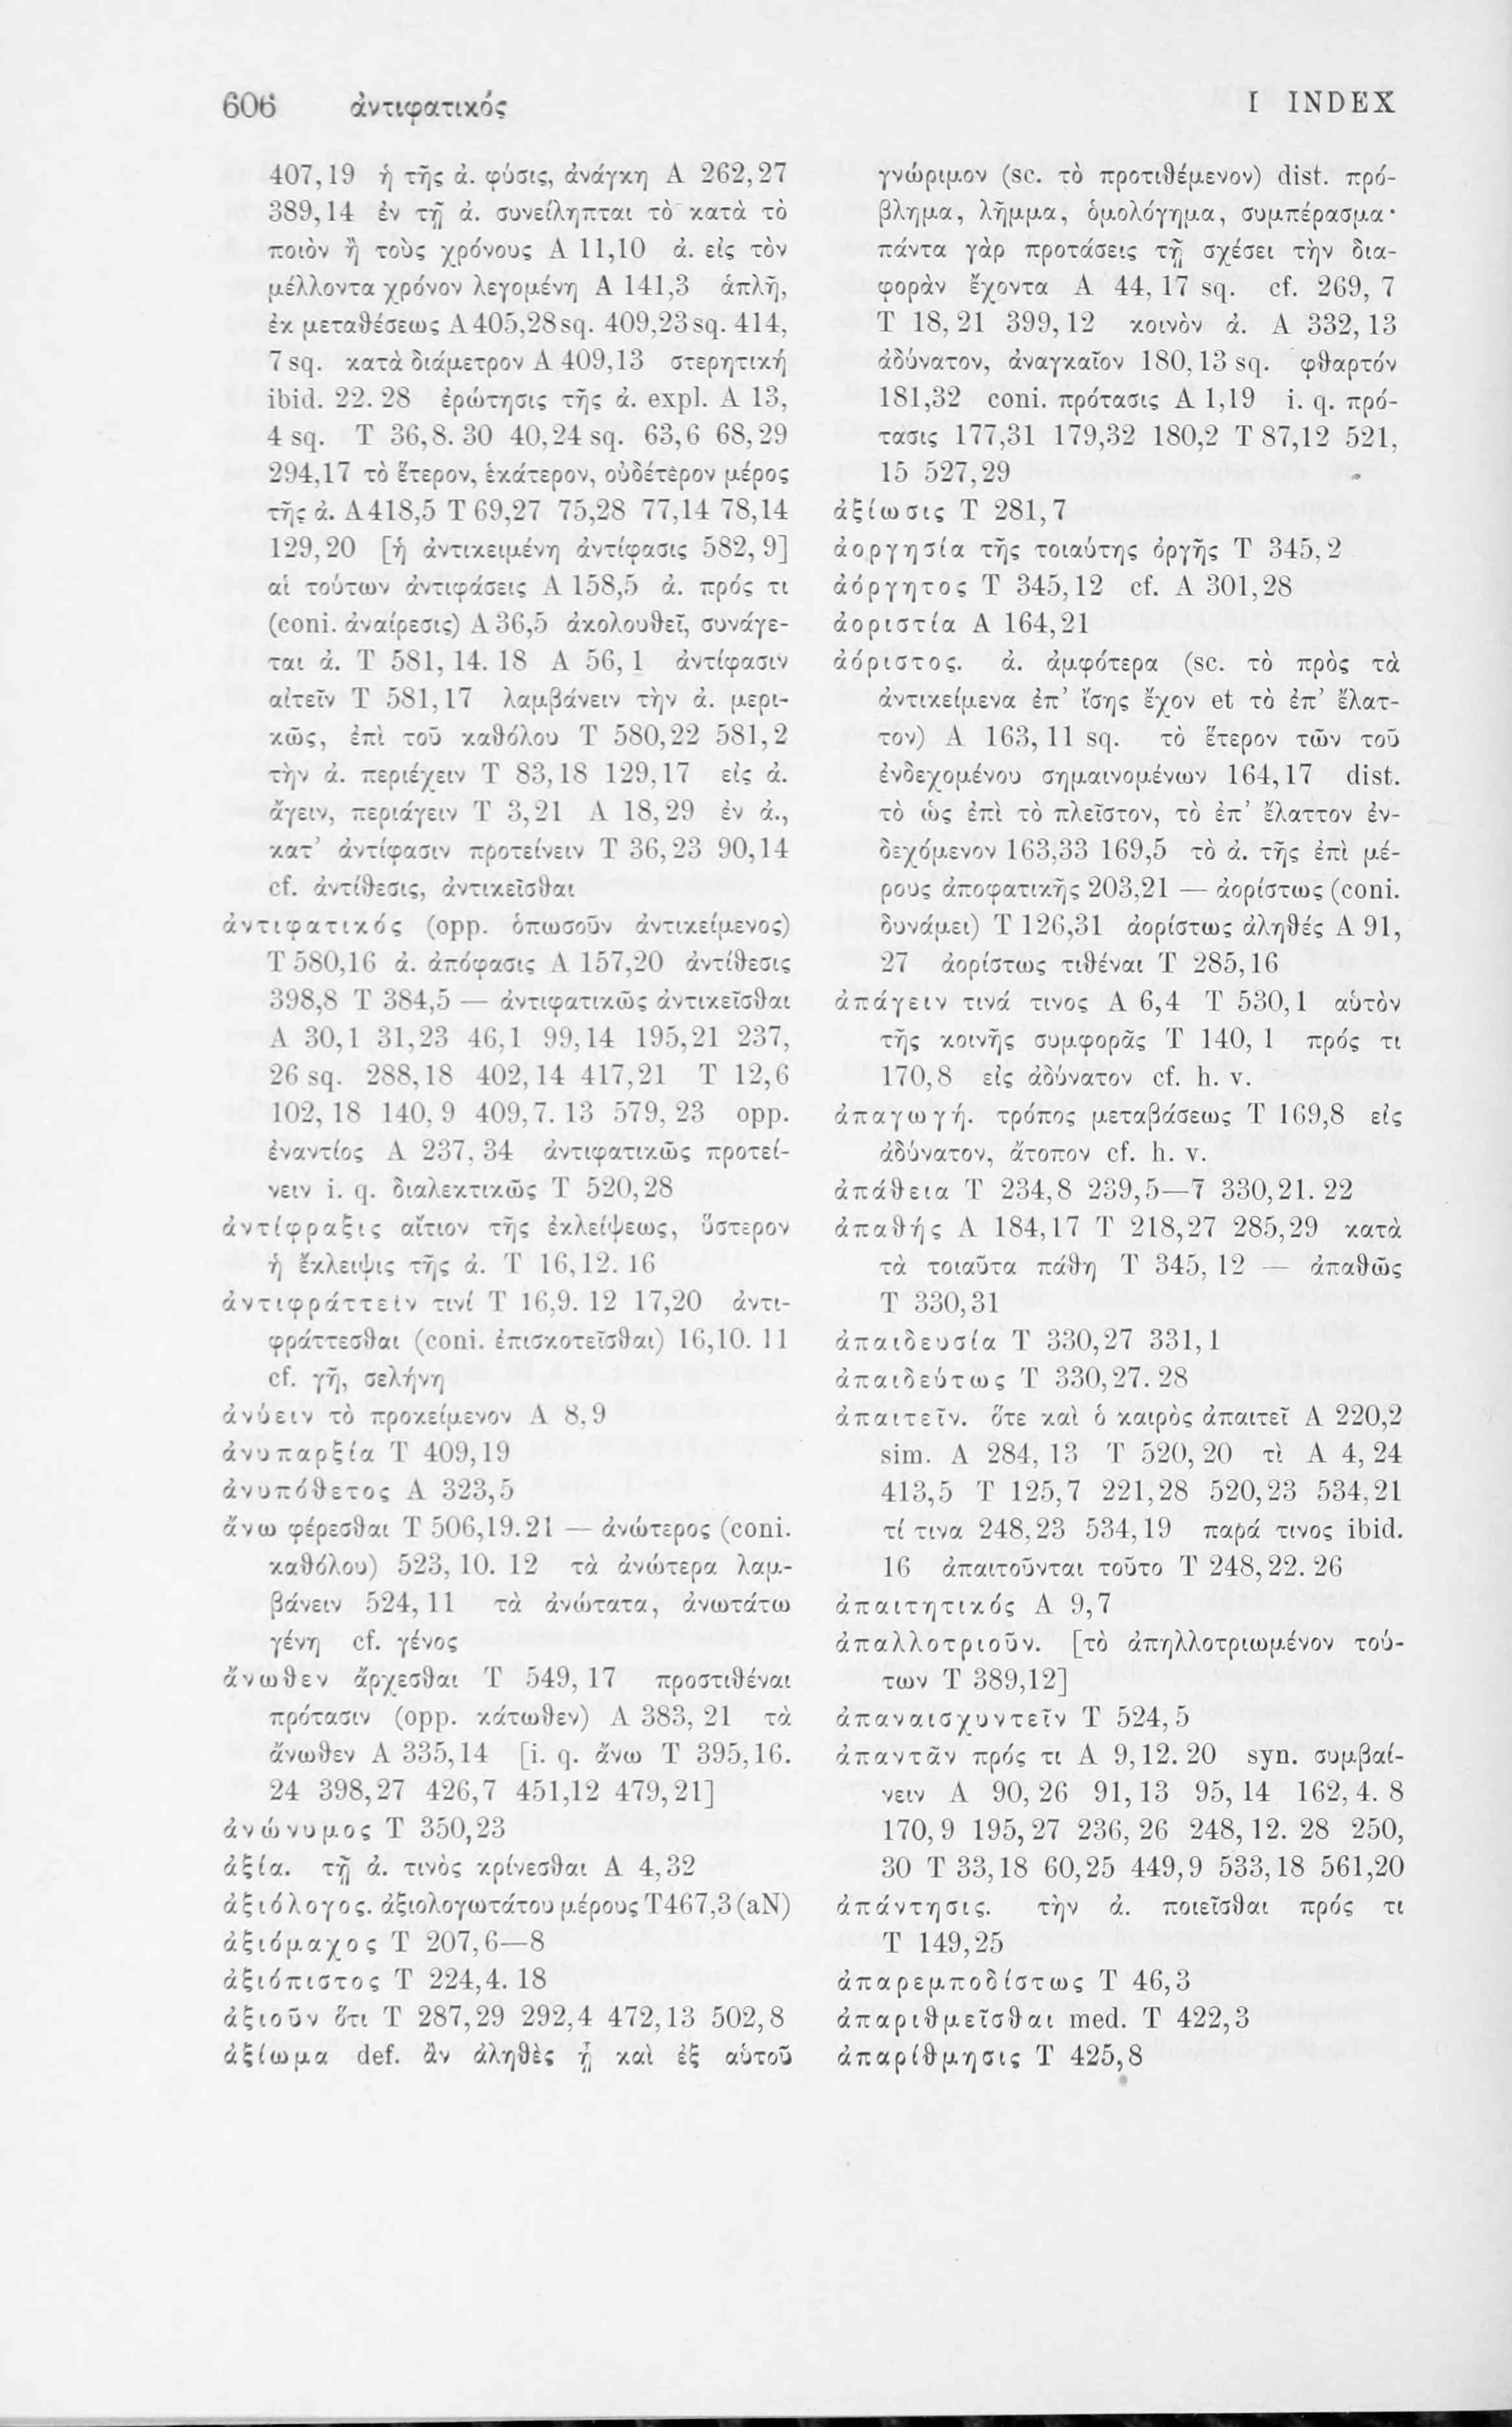 606 ἀντιφατικός
I INDEX
407,19 ἡ τῆς ἀ. φύσις, ἀνάγκη A 262,27
389,14 ἐν τῇ ἀ. συνείληπται τὸ κατὰ τὸ
ποιὸν ἢ τοὺς χρόνους A 11,10 ἀ. εἰς τὸν
μέλλοντα χρόνον λεγομένη A 141,3 ἁπλῆ,
ἐκ μεταθέσεως A 405,28 sq. 409,23 sq. 414,
7 sq. κατὰ διάμετρον A 409,13 στερητική
ibid. 22. 28 ἐρώτησις τῆς ἀ. expl. A 13,
4 sq. T 36,8. 30 40,24 sq. 63,6 68,29
294,17 τὸ ἕτερον, ἑκάτερον, οὐδέτερον μέρος
τῆς ἀ. A 418,5 T 69,27 75,28 77,14 78,14
129,20 [ἡ ἀντικειμένη ἀντίφασις 582,9]
αἱ τούτων ἀντιφάσεις A 158,5 ἀ. πρός τι
(coni. ἀναίρεσις) A 36,5 ἀκολουθεῖ, συνάγε-
ται ἀ. T 581,14. 18 A 56,1 ἀντίφασιν
αἰτεῖν T 581,17 λαμβάνειν τὴν ἀ. μερι-
κῶς, ἐπὶ τοῦ καθόλου T 580,22 581,2
τὴν ἀ. περιέχειν T 83,18 129,17 εἰς ἀ.
ἄγειν, περιάγειν T 3,21 A 18,29 ἐν ἀ.,
κατ’ ἀντίφασιν προτείνειν T 36,23 90,14
cf. ἀντίθεσις, ἀντικεῖσθαι
ἀντιφατικός (opp. ὁπωσοῦν ἀντικείμενος)
T 580,16 ἀ. ἀπόφασις A 157,20 ἀντίθεσις
398,8 T 384,5 — ἀντιφατικῶς ἀντικεῖσθαι
A 30,1 31,23 46,1 99,14 195,21 237,
26 sq. 288,18 402,14 417,21 T 12,6
102,18 140,9 409,7. 13 579,23 opp.
ἐναντίος A 237,34 ἀντιφατικῶς προτεί-
νειν i. q. διαλεκτικῶς T 520,28
ἀντίφραξις αἴτιον τῆς ἐκλείψεως, ὕστερον
ἡ ἔκλειψις τῆς ἀ. T 16,12. 16
ἀντιφράττειν τινί T 16,9. 12 17,20 ἀντι-
φράττεσθαι (coni. ἐπισκοτεῖσθαι) 16,10. 11
cf. γῆ, σελήνη
ἀνύειν τὸ προκείμενον A 8,9
ἀνυπαρξία T 409,19
ἀνυπόθετος A 323,5
ἄνω φέρεσθαι T 506,19. 21 — ἀνώτερος (coni.
καθόλου) 523,10. 12 τὰ ἀνώτερα λαμ-
βάνειν 524,11 τὰ ἀνώτατα, ἀνωτάτω
γένη cf. γένος
ἄνωθεν ἄρχεσθαι T 549,17 προστιθέναι
πρότασιν (opp. κάτωθεν) A 383,21 τὰ
ἄνωθεν A 335,14 [i. q. ἄνω T 395,16.
24 398,27 426,7 451,12 479,21]
ἀνώνυμος T 350,23
ἀξία. τῇ ἀ. τινὸς κρίνεσθαι A 4,32
ἀξιόλογος. ἀξιολογωτάτου μέρους T 467,3 (aN)
ἀξιόμαχος T 207,6—8
ἀξιόπιστος T 224,4. 18
ἀξιοῦν ὅτι T 287,29 292,4 472,13 502,8
ἀξίωμα def. ἂν ἀληθὲς ᾖ καὶ ἐξ αὑτοῦ
γνώριμον (sc. τὸ προτιθέμενον) dist. πρό-
βλημα, λῆμμα, ὁμολόγημα, συμπέρασμα·
πάντα γὰρ προτάσεις τῇ σχέσει τὴν δια-
φορὰν ἔχοντα A 44,17 sq. cf. 269,7
T 18,21 399,12 κοινὸν ἀ. A 332,13
ἀδύνατον, ἀναγκαῖον 180,13 sq. φθαρτόν
181,32 coni. πρότασις A 1,19 i. q. πρό-
τασις 177,31 179,32 180,2 T 87,12 521,
15 527,29
ἀξίωσις T 281,7
ἀοργησία τῆς τοιαύτης ὀργῆς T 345,2
ἀόργητος T 345,12 cf. A 301,28
ἀοριστία A 164,21
ἀόριστος. ἀ. ἀμφότερα (sc. τὸ πρὸς τὰ
ἀντικείμενα ἐπ’ ἴσης ἔχον et τὸ ἐπ’ ἔλατ-
τον) A 163,11 sq. τὸ ἕτερον τῶν τοῦ
ἐνδεχομένου σημαινομένων 164,17 dist.
τὸ ὡς ἐπὶ τὸ πλεῖστον, τὸ ἐπ’ ἔλαττον ἐν-
δεχόμενον 163,33 169,5 τὸ ἀ. τῆς ἐπὶ μέ-
ρους ἀποφατικῆς 203,21 — ἀορίστως (coni.
δυνάμει) T 126,31 ἀορίστως ἀληθές A 91,
27 ἀορίστως τιθέναι T 285,16
ἀπάγειν τινά τινος A 6,4 T 530,1 αὑτὸν
τῆς κοινῆς συμφορᾶς T 140,1 πρός τι
170,8 εἰς ἀδύνατον cf. h. v.
ἀπαγωγή. τρόπος μεταβάσεως T 169,8 εἰς
ἀδύνατον, ἄτοπον cf. h. v.
ἀπάθεια T 234,8 239,5—7 330,21. 22
ἀπαθής A 184,17 T 218,27 285,29 κατὰ
τὰ τοιαῦτα πάθη T 345,12 — ἀπαθῶς
T 330,31
ἀπαιδευσία T 330,27 331,1
ἀπαιδεύτως T 330,27. 28
ἀπαιτεῖν. ὅτε καὶ ὁ καιρὸς ἀπαιτεῖ A 220,2
sim. A 284,13 T 520,20 τὶ A 4,24
413,5 T 125,7 221,28 520,23 534,21
τί τινα 248,23 534,19 παρά τινος ibid.
16 ἀπαιτοῦνται τοῦτο T 248,22. 26
ἀπαιτητικός A 9,7
ἀπαλλοτριοῦν. [τὸ ἀπηλλοτριωμένον τού-
των T 389,12]
ἀπαναισχυντεῖν T 524,5
ἀπαντᾶν πρός τι A 9,12. 20 syn. συμβαί-
νειν A 90,26 91,13 95,14 162,4. 8
170,9 195,27 236,26 248,12. 28 250,
30 T 33,18 60,25 449,9 533,18 561,20
ἀπάντησις. τὴν ἀ. ποιεῖσθαι πρός τι
T 149,25
ἀπαρεμποδίστως T 46,3
ἀπαριθμεῖσθαι med. T 422,3
ἀπαρίθμησις T 425,8